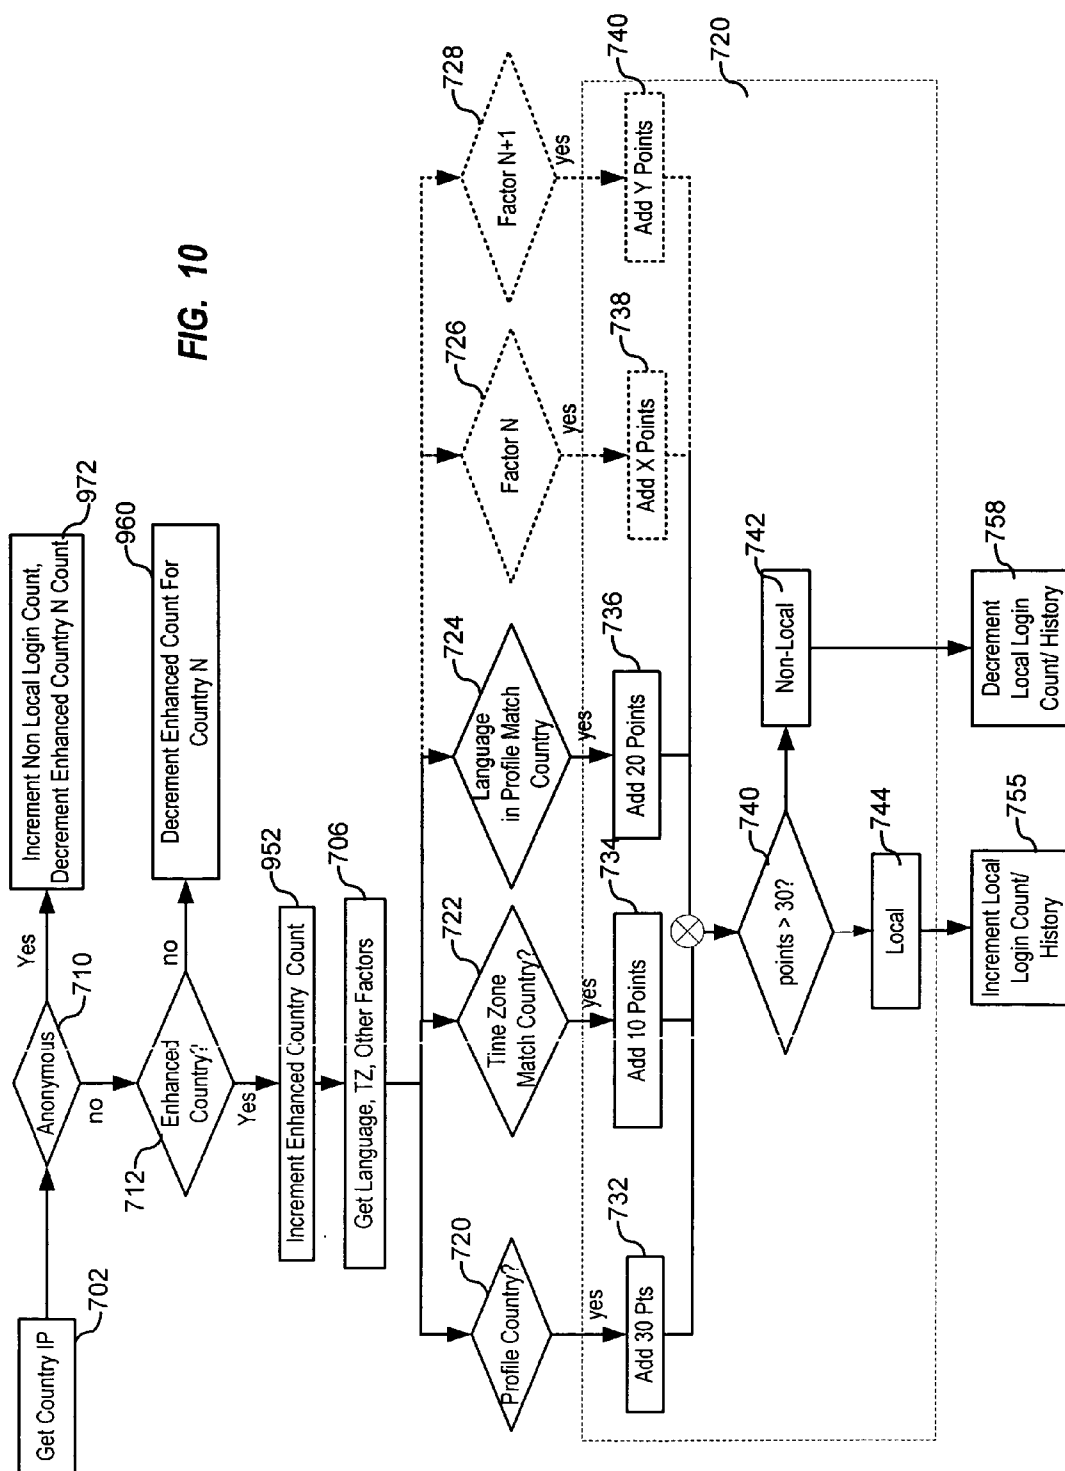 FIG. 10
Get Country IP
702
Anonymous
710
Yes
Increment Non Local Login Count,
Decrement Enhanced Country N Count
972
no
Enhanced
Country?
712
no
Decrement Enhanced Count For
Country N
960
Yes
Increment Enhanced Country Count
952
Get Language, TZ, Other Factors
706
Profile Country?
720
Time Zone
Match Country?
722
Language
in Profile Match
Country
724
Factor N
726
Factor N+1
728
yes
yes
yes
yes
yes
Add 30 Pts
732
Add 10 Points
734
Add 20 Points
736
Add X Points
738
Add Y Points
740
720
points > 30?
740
Non-Local
742
Local
744
Increment Local
Login Count/
History
755
Decrement
Local Login
Count/ History
758